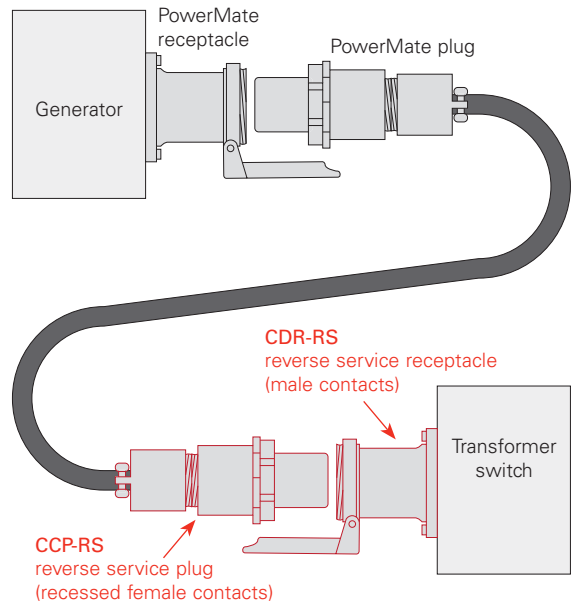 PowerMate
receptacle
PowerMate plug
Generator
CDR-RS
reverse service receptacle
(male contacts)
Transformer
switch
CCP-RS
reverse service plug
(recessed female contacts)